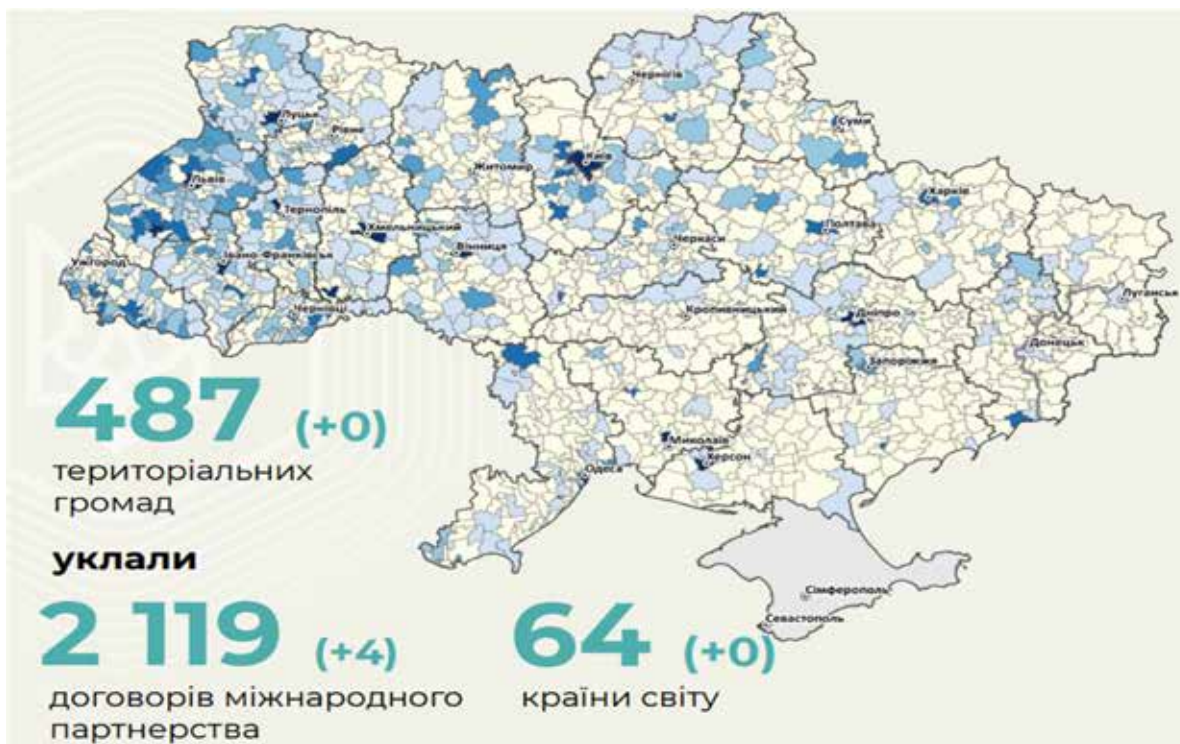 Чернігів
Суми
Луцьк
Рівне
Житомир
Київ
Львів
Харків
Тернопіль
Хмельницький
Полтава
Вінниця
Черкаси
Ужгород
Івано-Франківськ
Луганськ
Чернівці
Кропивницький
Дніпро
Донецьк
Запоріжжя
Миколаїв
Херсон
Одеса
Сімферополь
Севастополь
487 (+0)
територіальних
громад
уклали
2 119 (+4)
договорів міжнародного
партнерства
64 (+0)
країни світу